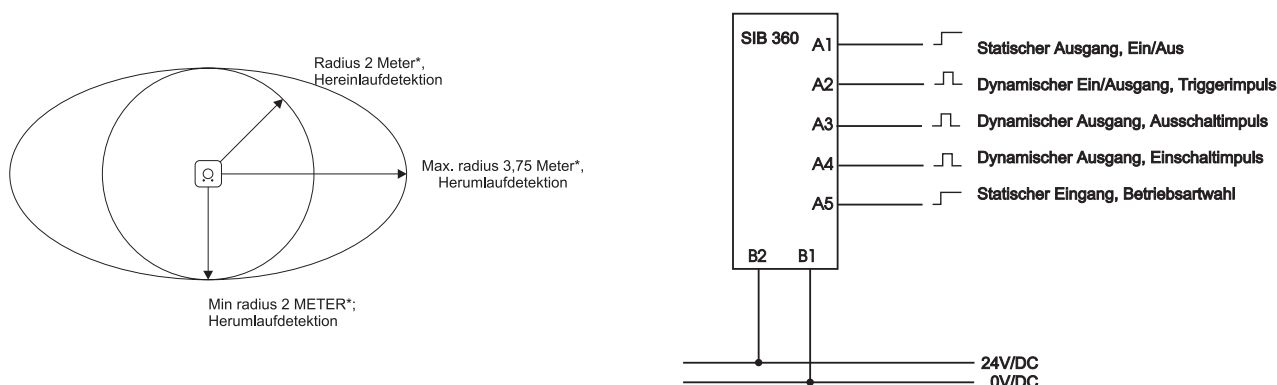 Radius 2 Meter*,
Hereinlaufdetektion
Max. radius 3,75 Meter*,
Herumlaufdetektion
Min radius 2 METER*;
Herumlaufdetektion
SIB 360
A1
Statischer Ausgang, Ein/Aus
A2
Dynamischer Ein/Ausgang, Triggerimpuls
A3
Dynamischer Ausgang, Ausschaltimpuls
A4
Dynamischer Ausgang, Einschaltimpuls
A5
Statischer Eingang, Betriebsartwahl
B2
B1
24V/DC
0V/DC